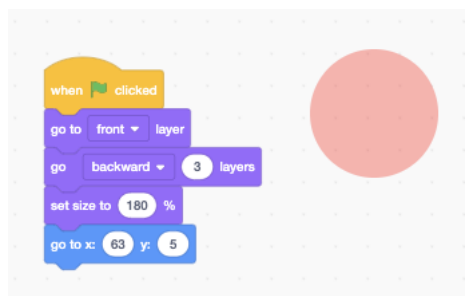 when clicked
go to front layer
go backward 3 layers
set size to 180 %
go to x: 63 y: 5